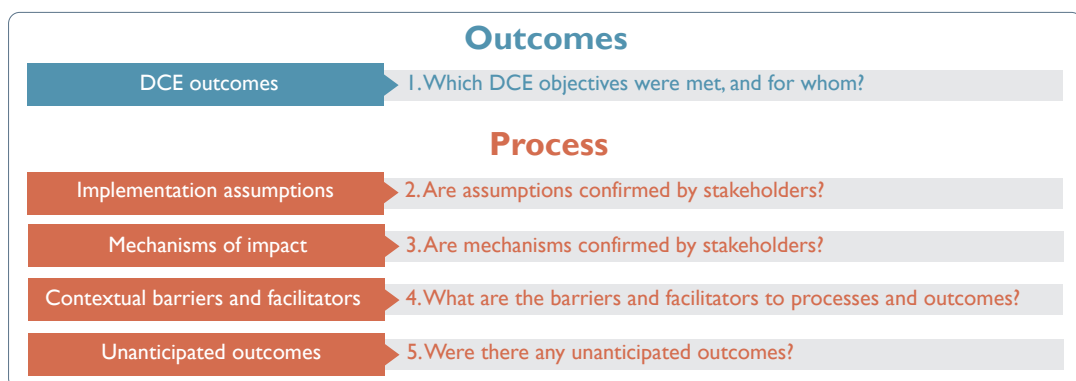 Outcomes
DCE outcomes
1. Which DCE objectives were met, and for whom?
Process
Implementation assumptions
2. Are assumptions confirmed by stakeholders?
Mechanisms of impact
3. Are mechanisms confirmed by stakeholders?
Contextual barriers and facilitators
4. What are the barriers and facilitators to processes and outcomes?
Unanticipated outcomes
5. Were there any unanticipated outcomes?